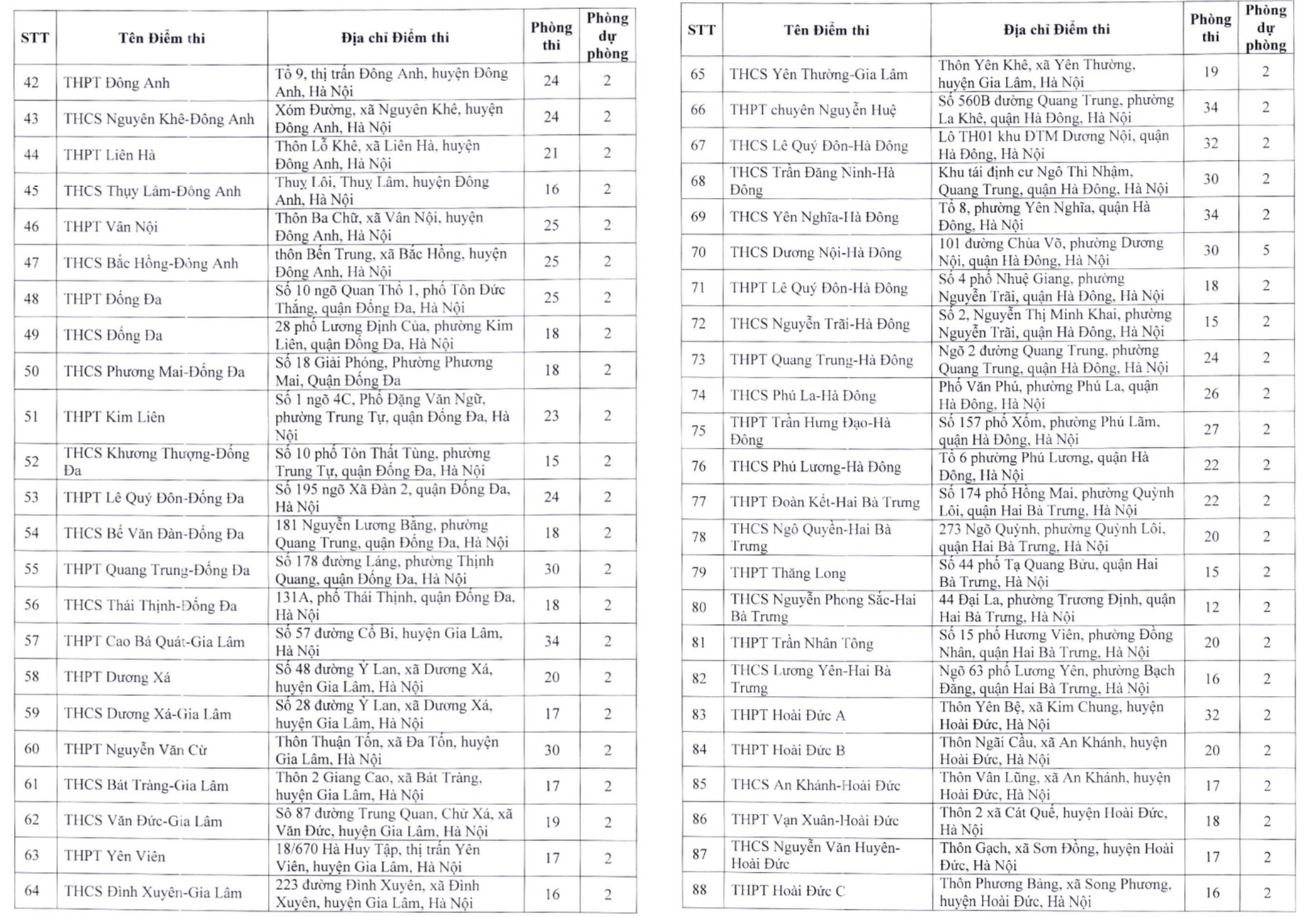 STT Tên Điểm thi Địa chỉ Điểm thi Phòng thi Phòng dự phòng
42 THPT Đông Anh Tổ 9, thị trấn Đông Anh, huyện Đông Anh, Hà Nội 24 2
43 THCS Nguyên Khê-Đông Anh Xóm Đường, xã Nguyên Khê, huyện Đông Anh, Hà Nội 24 2
44 THPT Liên Hà Thôn Lỗ Khê, xã Liên Hà, huyện Đông Anh, Hà Nội 21 2
45 THCS Thụy Lâm-Đông Anh Thuỵ Lôi, Thuỵ Lâm, huyện Đông Anh, Hà Nội 16 2
46 THPT Vân Nội Thôn Ba Chữ, xã Vân Nội, huyện Đông Anh, Hà Nội 25 2
47 THCS Bắc Hồng-Đông Anh thôn Bến Trung, xã Bắc Hồng, huyện Đông Anh, Hà Nội 25 2
48 THPT Đống Đa Số 10 ngõ Quan Thổ 1, phố Tôn Đức Thắng, quận Đống Đa, Hà Nội 25 2
49 THCS Đống Đa 28 phố Lương Định Của, phường Kim Liên, quận Đống Đa, Hà Nội 18 2
50 THCS Phương Mai-Đống Đa Số 18 Giải Phóng, Phường Phương Mai, Quận Đống Đa 18 2
51 THPT Kim Liên Số 1 ngõ 4C, Phố Đặng Văn Ngữ, phường Trung Tự, quận Đống Đa, Hà Nội 23 2
52 THCS Khương Thượng-Đống Đa Số 10 phố Tôn Thất Tùng, phường Trung Tự, quận Đống Đa, Hà Nội 15 2
53 THPT Lê Quý Đôn-Đống Đa Số 195 ngõ Xã Đàn 2, quận Đống Đa, Hà Nội 24 2
54 THCS Bế Văn Đàn-Đống Đa 181 Nguyễn Lương Bằng, phường Quang Trung, quận Đống Đa, Hà Nội 18 2
55 THPT Quang Trung-Đống Đa Số 178 đường Láng, phường Thịnh Quang, quận Đống Đa, Hà Nội 30 2
56 THCS Thái Thịnh-Đống Đa 131A, phố Thái Thịnh, quận Đống Đa, Hà Nội 18 2
57 THPT Cao Bá Quát-Gia Lâm Số 57 đường Cổ Bi, huyện Gia Lâm, Hà Nội 34 2
58 THPT Dương Xá Số 48 đường Ỷ Lan, xã Dương Xá, huyện Gia Lâm, Hà Nội 20 2
59 THCS Dương Xá-Gia Lâm Số 28 đường Ỷ Lan, xã Dương Xá, huyện Gia Lâm, Hà Nội 17 2
60 THPT Nguyễn Văn Cừ Thôn Thuận Tốn, xã Đa Tốn, huyện Gia Lâm, Hà Nội 30 2
61 THCS Bát Tràng-Gia Lâm Thôn 2 Giang Cao, xã Bát Tràng, huyện Gia Lâm, Hà Nội 17 2
62 THCS Văn Đức-Gia Lâm Số 87 đường Trung Quan, Chử Xá, xã Văn Đức, huyện Gia Lâm, Hà Nội 19 2
63 THPT Yên Viên 18/670 Hà Huy Tập, thị trấn Yên Viên, huyện Gia Lâm, Hà Nội 17 2
64 THCS Đình Xuyên-Gia Lâm 223 đường Đình Xuyên, xã Đình Xuyên, huyện Gia Lâm, Hà Nội 16 2
STT Tên Điểm thi Địa chỉ Điểm thi Phòng thi Phòng dự phòng
65 THCS Yên Thường-Gia Lâm Thôn Yên Khê, xã Yên Thường, huyện Gia Lâm, Hà Nội 19 2
66 THPT chuyên Nguyễn Huệ Số 560B đường Quang Trung, phường La Khê, quận Hà Đông, Hà Nội 34 2
67 THCS Lê Quý Đôn-Hà Đông Lô TH01 khu ĐTM Dương Nội, quận Hà Đông, Hà Nội 32 2
68 THCS Trần Đăng Ninh-Hà Đông Khu tái định cư Ngô Thì Nhậm, Quang Trung, quận Hà Đông, Hà Nội 30 2
69 THCS Yên Nghĩa-Hà Đông Tổ 8, phường Yên Nghĩa, quận Hà Đông, Hà Nội 34 2
70 THCS Dương Nội-Hà Đông 101 đường Chùa Võ, phường Dương Nội, quận Hà Đông, Hà Nội 30 5
71 THPT Lê Quý Đôn-Hà Đông Số 4 phố Nhuệ Giang, phường Nguyễn Trãi, quận Hà Đông, Hà Nội 18 2
72 THCS Nguyễn Trãi-Hà Đông Số 2, Nguyễn Thị Minh Khai, phường Nguyễn Trãi, quận Hà Đông, Hà Nội 15 2
73 THPT Quang Trung-Hà Đông Ngõ 2 đường Quang Trung, phường Quang Trung, quận Hà Đông, Hà Nội 24 2
74 THCS Phú La-Hà Đông Phố Văn Phú, phường Phú La, quận Hà Đông, Hà Nội 26 2
75 THPT Trần Hưng Đạo-Hà Đông Số 157 phố Xốm, phường Phú Lãm, quận Hà Đông, Hà Nội 27 2
76 THCS Phú Lương-Hà Đông Tổ 6 phường Phú Lương, quận Hà Đông, Hà Nội 22 2
77 THPT Đoàn Kết-Hai Bà Trưng Số 174 phố Hồng Mai, phường Quỳnh Lôi, quận Hai Bà Trưng, Hà Nội 22 2
78 THCS Ngô Quyền-Hai Bà Trưng 273 Ngõ Quỳnh, phường Quỳnh Lôi, quận Hai Bà Trưng, Hà Nội 20 2
79 THPT Thăng Long Số 44 phố Tạ Quang Bửu, quận Hai Bà Trưng, Hà Nội 15 2
80 THCS Nguyễn Phong Sắc-Hai Bà Trưng 44 Đại La, phường Trương Định, quận Hai Bà Trưng, Hà Nội 12 2
81 THPT Trần Nhân Tông Số 15 phố Hương Viên, phường Đồng Nhân, quận Hai Bà Trưng, Hà Nội 20 2
82 THCS Lương Yên-Hai Bà Trưng Ngõ 63 phố Lương Yên, phường Bạch Đằng, quận Hai Bà Trưng, Hà Nội 16 2
83 THPT Hoài Đức A Thôn Yên Bệ, xã Kim Chung, huyện Hoài Đức, Hà Nội 32 2
84 THPT Hoài Đức B Thôn Ngãi Cầu, xã An Khánh, huyện Hoài Đức, Hà Nội 20 2
85 THCS An Khánh-Hoài Đức Thôn Vân Lũng, xã An Khánh, huyện Hoài Đức, Hà Nội 17 2
86 THPT Vạn Xuân-Hoài Đức Thôn 2 xã Cát Quế, huyện Hoài Đức, Hà Nội 18 2
87 THCS Nguyễn Văn Huyên-Hoài Đức Thôn Gạch, xã Sơn Đồng, huyện Hoài Đức, Hà Nội 17 2
88 THPT Hoài Đức C Thôn Phương Bảng, xã Song Phương, huyện Hoài Đức, Hà Nội 16 2